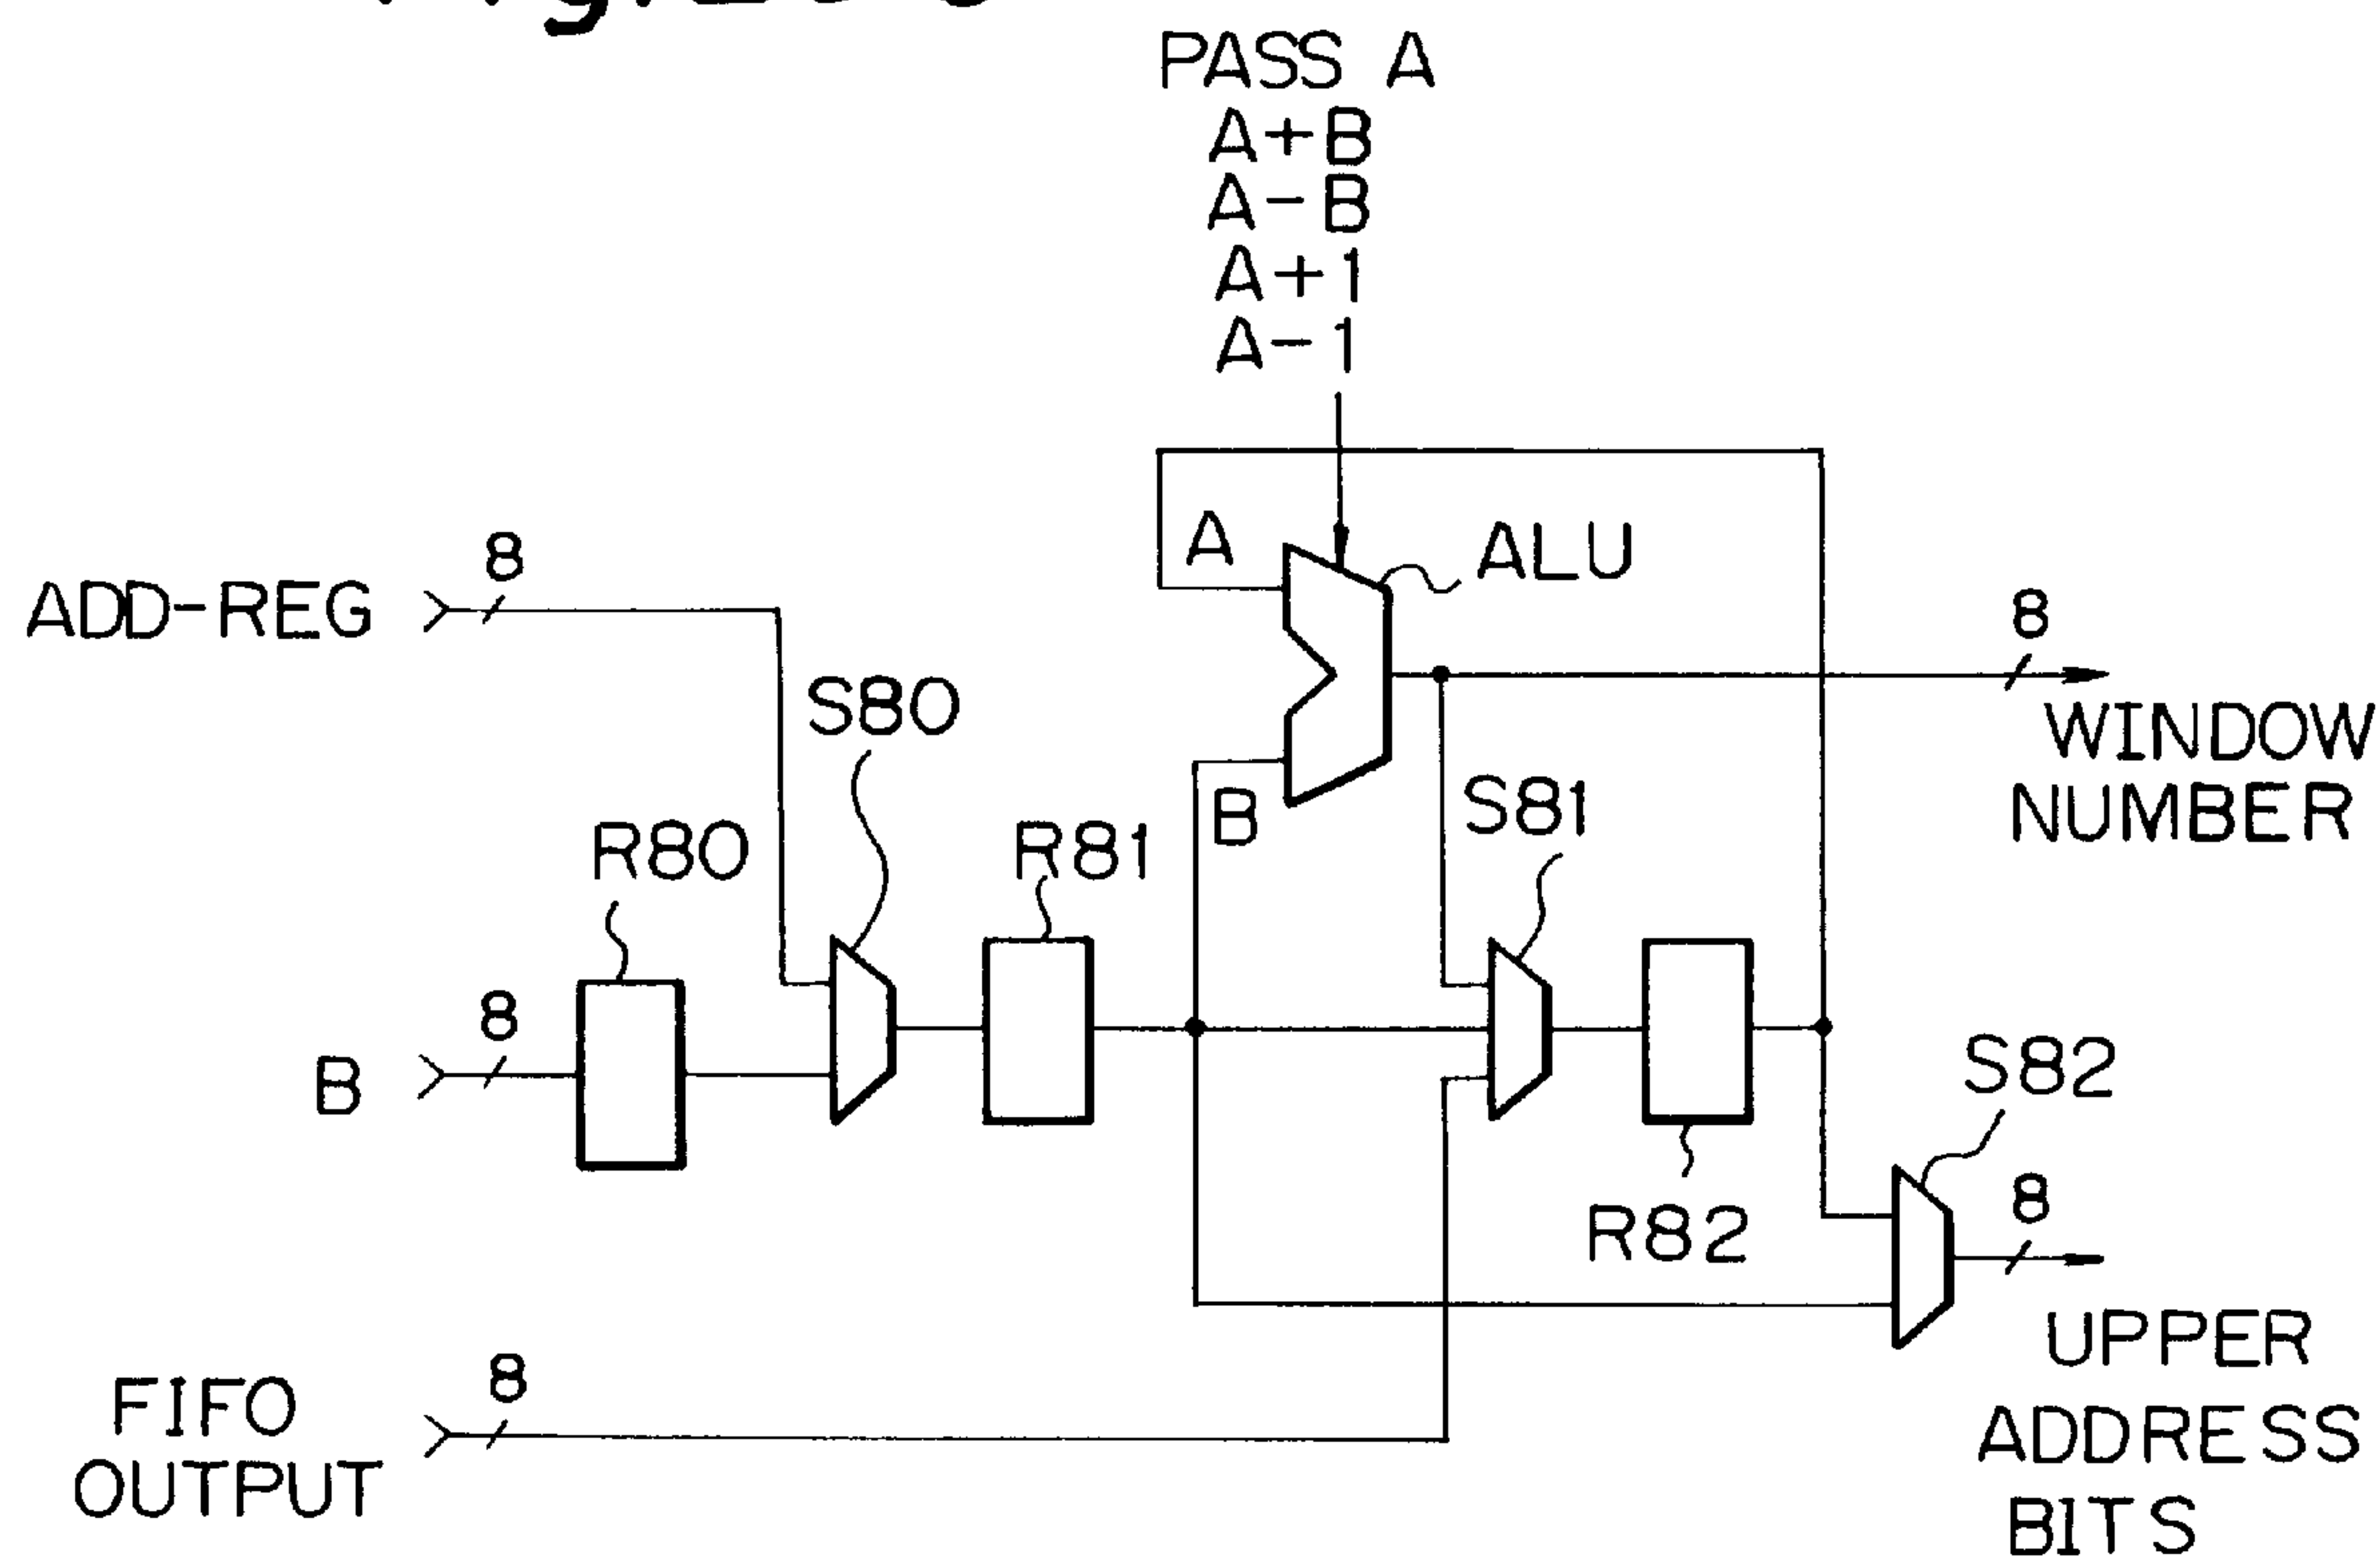 PASS A
A+B
A-B
A+1
A-1
A
ALU
8
ADD-REG
8
S80
WINDOW
NUMBER
B
S81
R80
R81
8
B
S82
8
R82
UPPER
ADDRESS
BITS
8
FIFO
OUTPUT